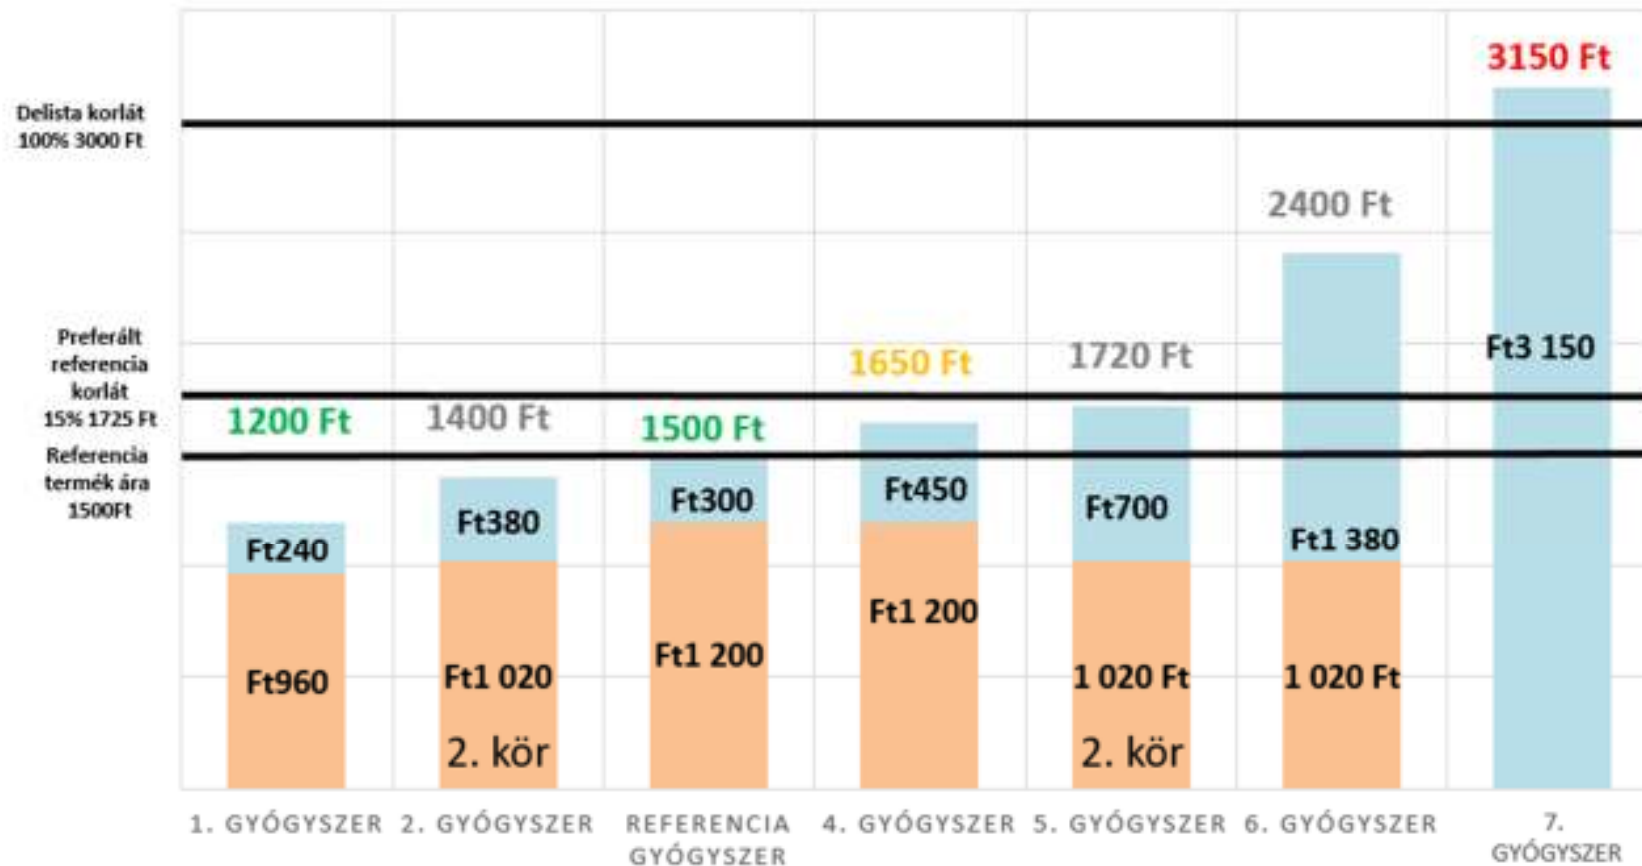 3150 Ft
Delista korlát
100% 3000 Ft
2400 Ft
Preferált
referencia
korlát
15% 1725 Ft
1200 Ft
1400 Ft
1500 Ft
1650 Ft
1720 Ft
Ft3 150
Referencia
termék ára
1500Ft
Ft240
Ft380
Ft300
Ft450
Ft700
Ft1 380
Ft960
Ft1 020
Ft1 200
Ft1 200
1 020 Ft
1 020 Ft
2. kör
2. kör
1. GYÓGYSZER
2. GYÓGYSZER
REFERENCIA
GYÓGYSZER
4. GYÓGYSZER
5. GYÓGYSZER
6. GYÓGYSZER
7.
GYÓGYSZER